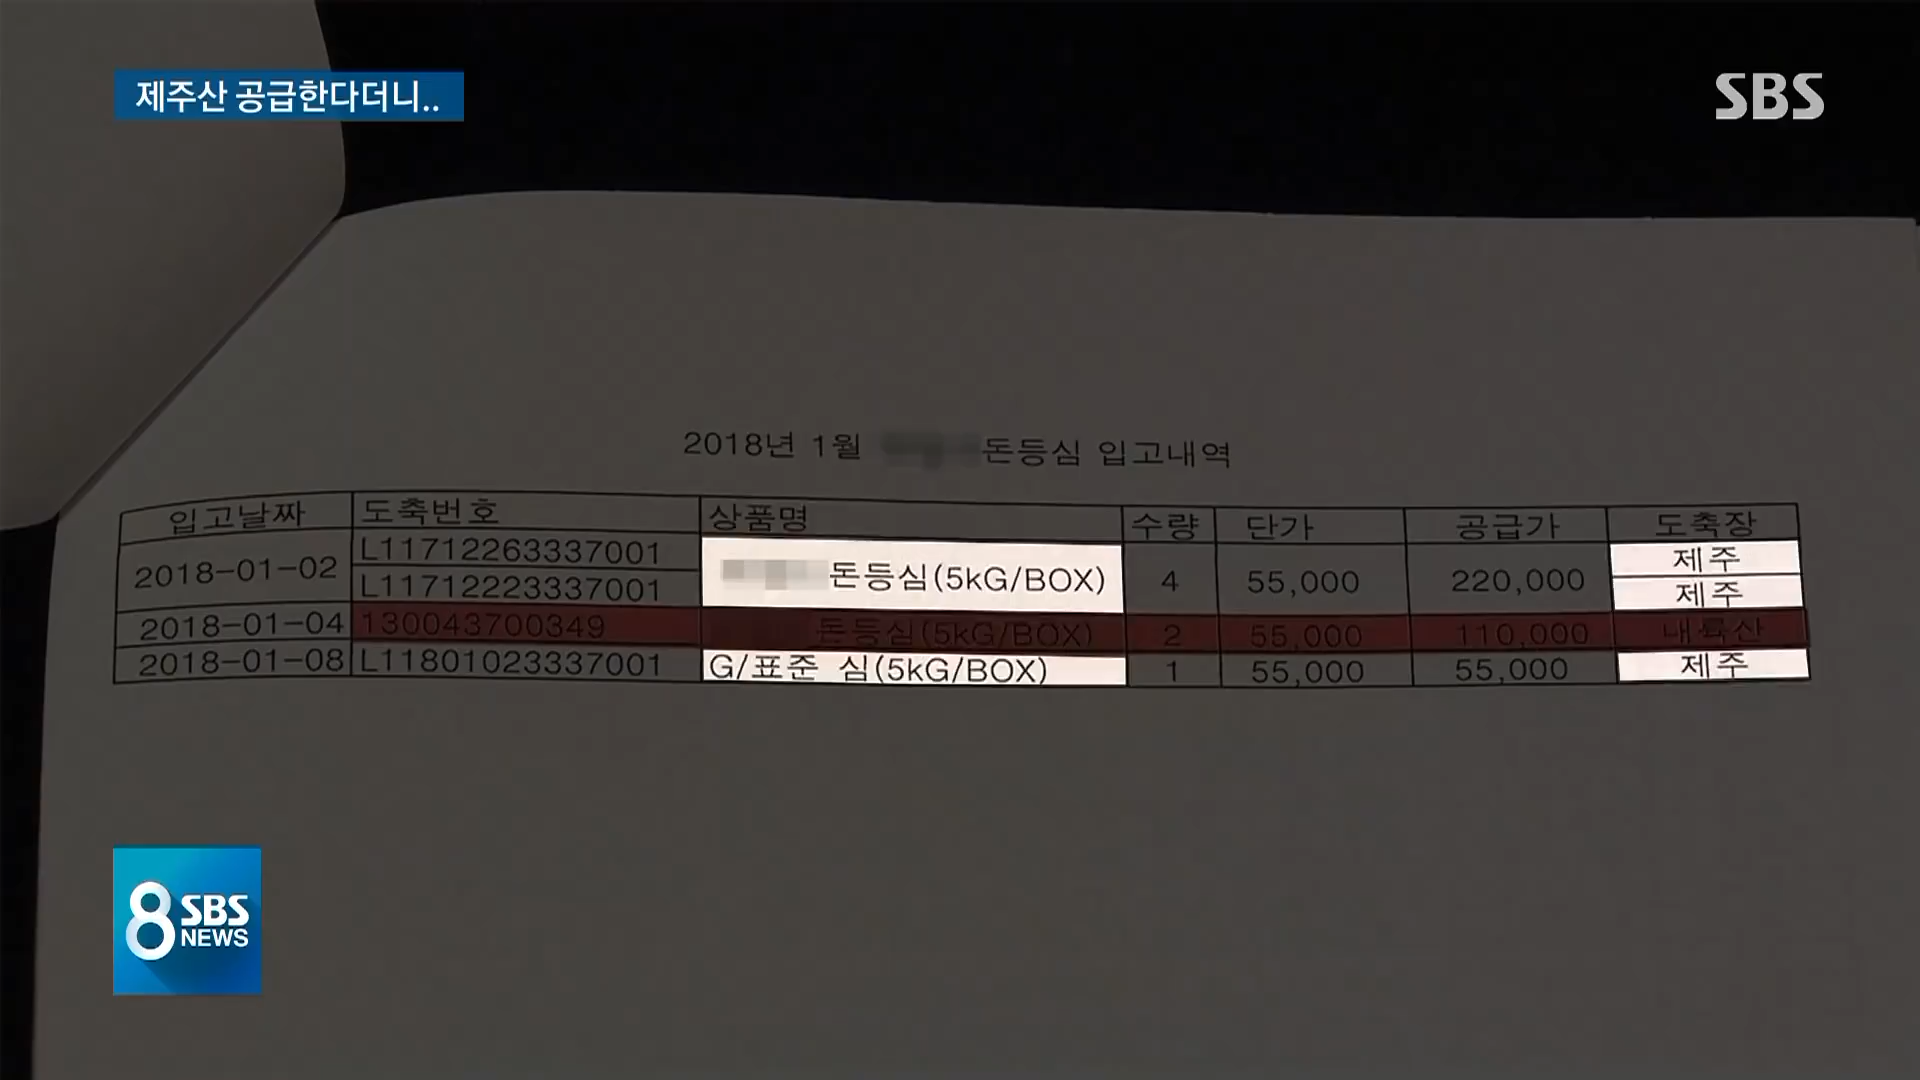 제주산 공급한다더니..
SBS
2018년 1월 돈등심 입고내역
입고날짜 도축번호 상품명 수량 단가 공급가 도축장
2018-01-02 L11712263337001 돈등심(5kG/BOX) 4 55,000 220,000 제주
L11712223337001 제주
2018-01-04 130043700349 돈등심(5kG/BOX) 2 55,000 110,000 내륙산
2018-01-08 L11801023337001 G/표준 심(5kG/BOX) 1 55,000 55,000 제주
8 SBS
NEWS